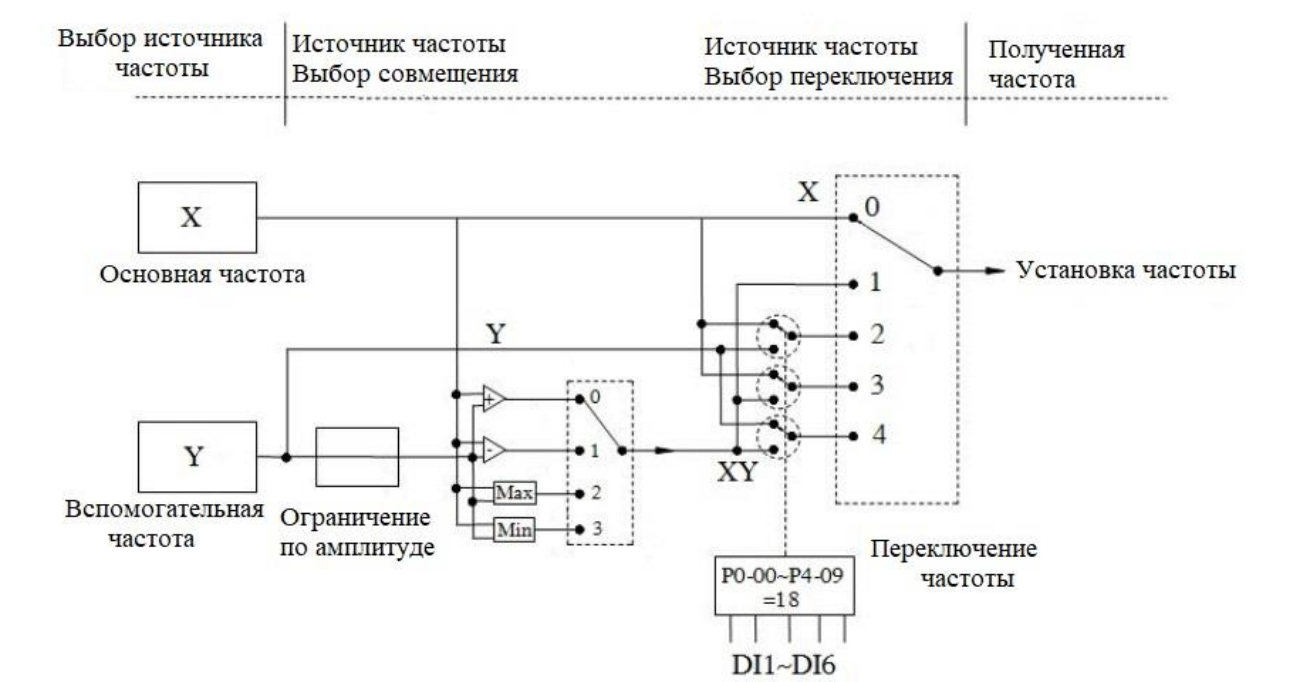 Выбор источника
частоты
Источник частоты
Выбор совмещения
Источник частоты
Выбор переключения
Полученная
частота
X
Основная частота
X
0
Установка частоты
1
2
3
4
Y
Y
Вспомогательная
частота
Ограничение
по амплитуде
+
-
Max
Min
0
1
2
3
XY
Переключение
частоты
P0-00~P4-09
=18
DI1~DI6